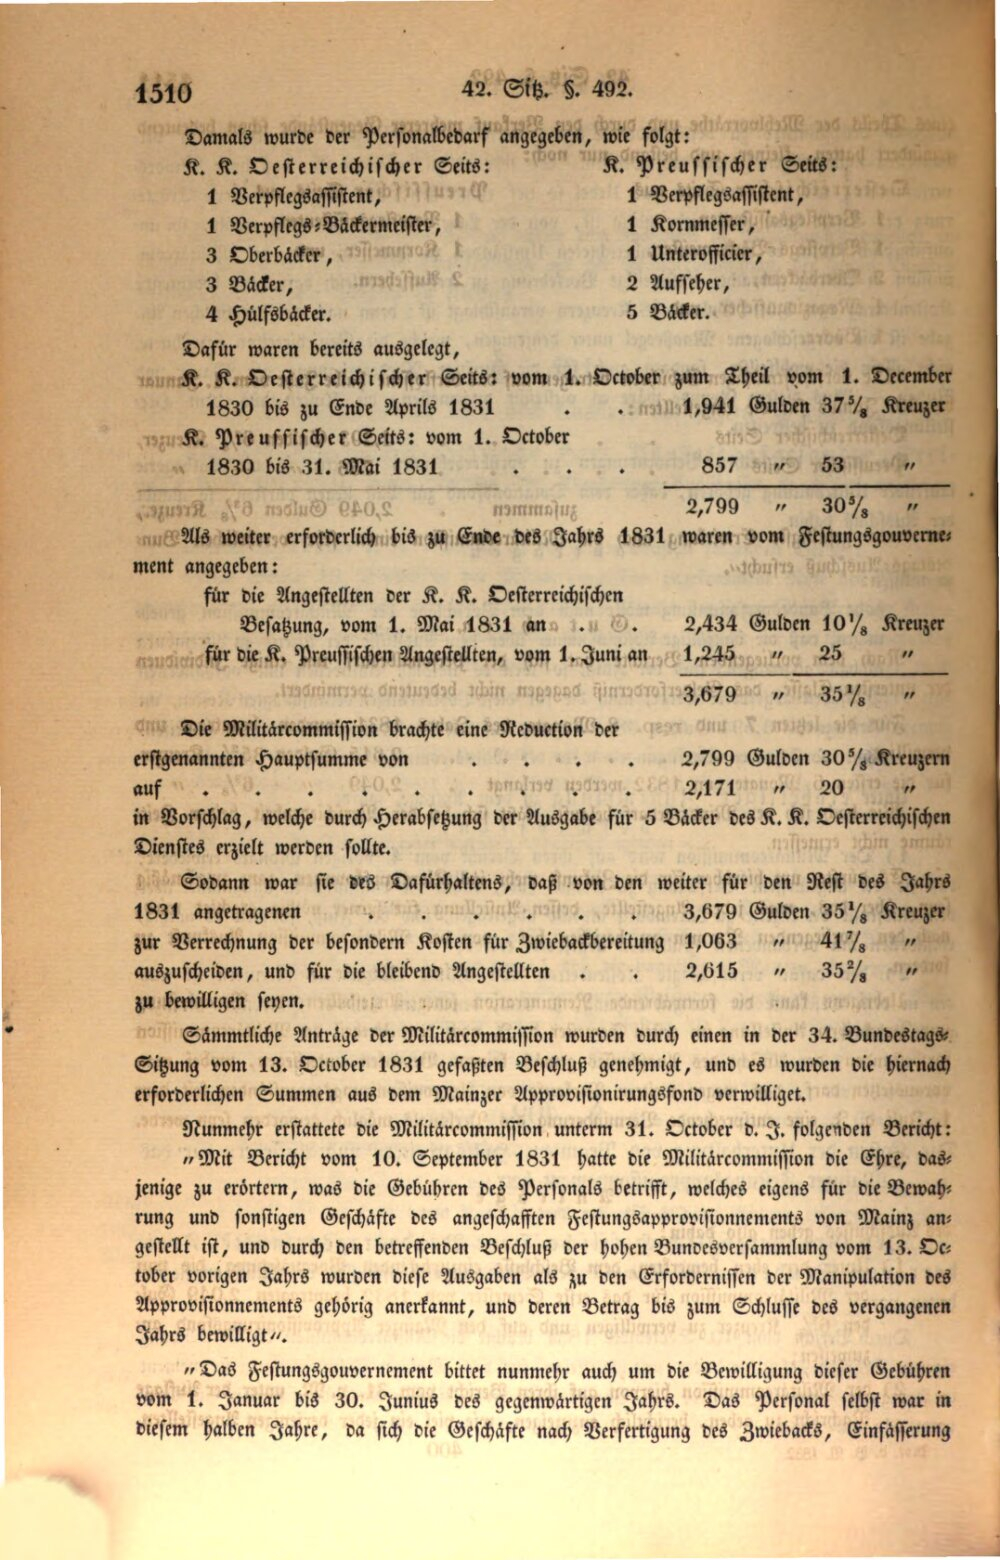 1510
42. Sitz. §. 492.
Damals wurde der Personalbedarf angegeben, wie folgt:
K. K. Oesterreichischer Seits: K. Preussischer Seits:
1 Verpflegsassistent, 1 Verpflegsassistent,
1 Verpflegs-Bäckermeister, 1 Kornmesser,
3 Oberbäcker, 1 Unterofficier,
3 Bäcker, 2 Aufseher,
4 Hülfsbäcker. 5 Bäcker.
Dafür waren bereits ausgelegt,
K. K. Oesterreichischer Seits: vom 1. October zum Theil vom 1. December
1830 bis zu Ende Aprils 1831 . . 1,941 Gulden 37 5/8 Kreuzer
K. Preussischer Seits: vom 1. October
1830 bis 31. Mai 1831 . . . 857 " 53 "
2,799 " 30 5/8 "
Als weiter erforderlich bis zu Ende des Jahrs 1831 waren vom Festungsgouverne-
ment angegeben:
für die Angestellten der K. K. Oesterreichischen
Besatzung, vom 1. Mai 1831 an . . 2,434 Gulden 10 1/8 Kreuzer
für die K. Preussischen Angestellten, vom 1. Juni an 1,245 " 25 "
3,679 " 35 1/8 "
Die Militärcommission brachte eine Reduction der
erstgenannten Hauptsumme von . . . . 2,799 Gulden 30 5/8 Kreuzern
auf . . . . . . . . . 2,171 " 20 "
in Vorschlag, welche durch Herabsetzung der Ausgabe für 5 Bäcker des K. K. Oesterreichischen
Dienstes erzielt werden sollte.
Sodann war sie des Dafürhaltens, daß von den weiter für den Rest des Jahrs
1831 angetragenen . . . . . . 3,679 Gulden 35 1/8 Kreuzer
zur Verrechnung der besondern Kosten für Zwiebackbereitung 1,063 " 41 7/8 "
auszuscheiden, und für die bleibend Angestellten . . 2,615 " 35 2/8 "
zu bewilligen seyen.
Sämmtliche Anträge der Militärcommission wurden durch einen in der 34. Bundestags-
Sitzung vom 13. October 1831 gefaßten Beschluß genehmigt, und es wurden die hiernach
erforderlichen Summen aus dem Mainzer Approvisionirungsfond verwilliget.
Nunmehr erstattete die Militärcommission unterm 31. October d. J. folgenden Bericht:
"Mit Bericht vom 10. September 1831 hatte die Militärcommission die Ehre, das-
jenige zu erörtern, was die Gebühren des Personals betrifft, welches eigens für die Bewah-
rung und sonstigen Geschäfte des angeschafften Festungsapprovisionnements von Mainz an-
gestellt ist, und durch den betreffenden Beschluß der hohen Bundesversammlung vom 13. Oc-
tober vorigen Jahrs wurden diese Ausgaben als zu den Erfordernissen der Manipulation des
Approvisionnements gehörig anerkannt, und deren Betrag bis zum Schlusse des vergangenen
Jahrs bewilligt".
"Das Festungsgouvernement bittet nunmehr auch um die Bewilligung dieser Gebühren
vom 1. Januar bis 30. Junius des gegenwärtigen Jahrs. Das Personal selbst war in
diesem halben Jahre, da sich die Geschäfte nach Verfertigung des Zwiebacks, Einfässerung